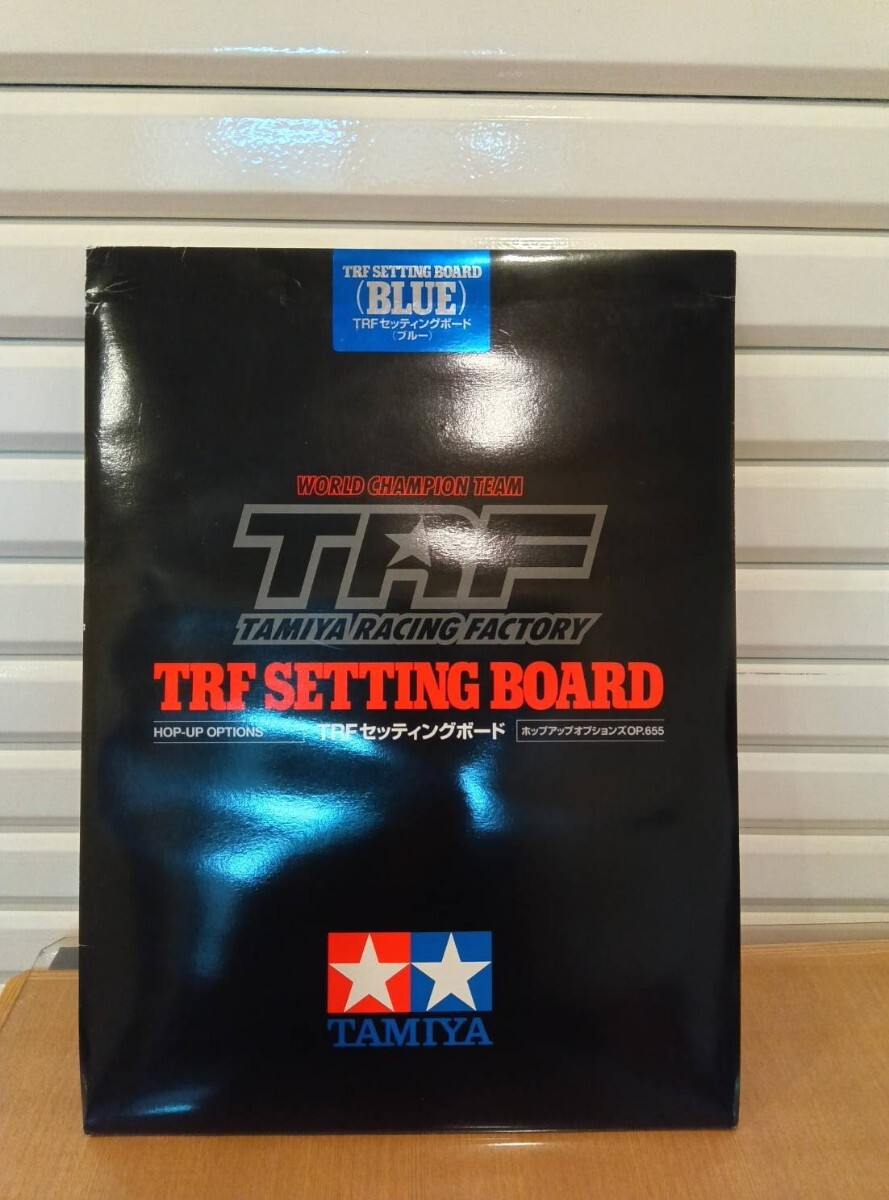 TRF SETTING BOARD
(BLUE)
TRFセッティングボード
(ブルー)
WORLD CHAMPION TEAM
TRF
TAMIYA RACING FACTORY
TRF SETTING BOARD
HOP-UP OPTIONS TRFセッティングボード ホップアップオプションズOP.655
TAMIYA